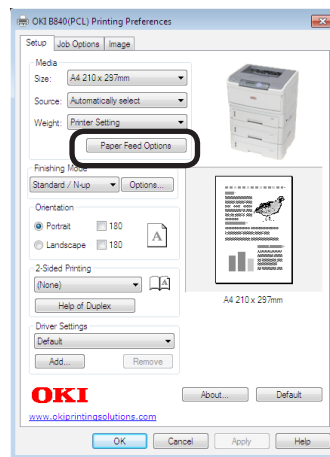 OKI B840(PCL) Printing Preferences
Setup Job Options Image
Media
Size: A4 210 x 297mm
Source: Automatically select
Weight: Printer Setting
Paper Feed Options
Finishing Mode
Standard / N-up Options...
Orientation
Portrait 180
Landscape 180
A
2-Sided Printing
(None)
A
Help of Duplex
A4 210 x 297mm
Driver Settings
Default
Add... Remove
OKI
About... Default
www.okiprintingsolutions.com
OK Cancel Apply Help